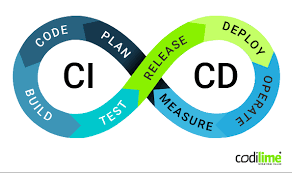 CODE
PLAN
RELEASE
DEPLOY
CI
CD
BUILD
TEST
MEASURE
OPERATE
codilime